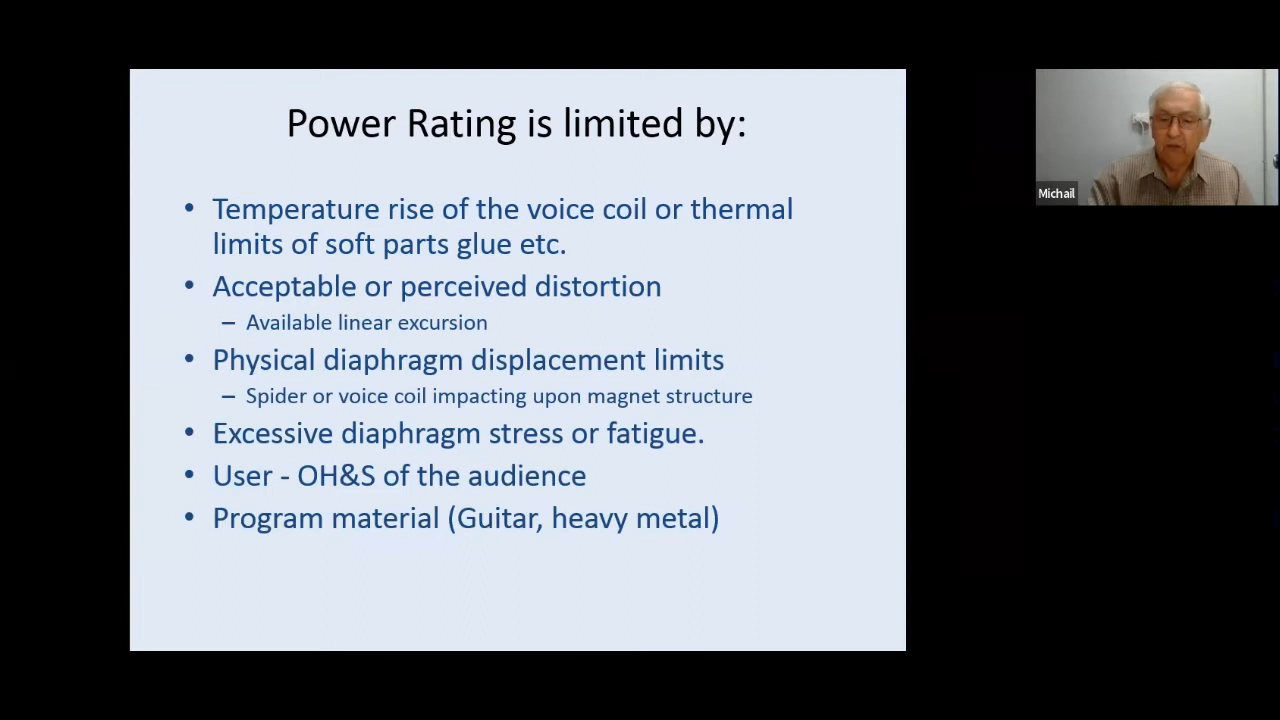 Power Rating is limited by:
• Temperature rise of the voice coil or thermal
limits of soft parts glue etc.
• Acceptable or perceived distortion
– Available linear excursion
• Physical diaphragm displacement limits
– Spider or voice coil impacting upon magnet structure
• Excessive diaphragm stress or fatigue.
• User - OH&S of the audience
• Program material (Guitar, heavy metal)
Michail